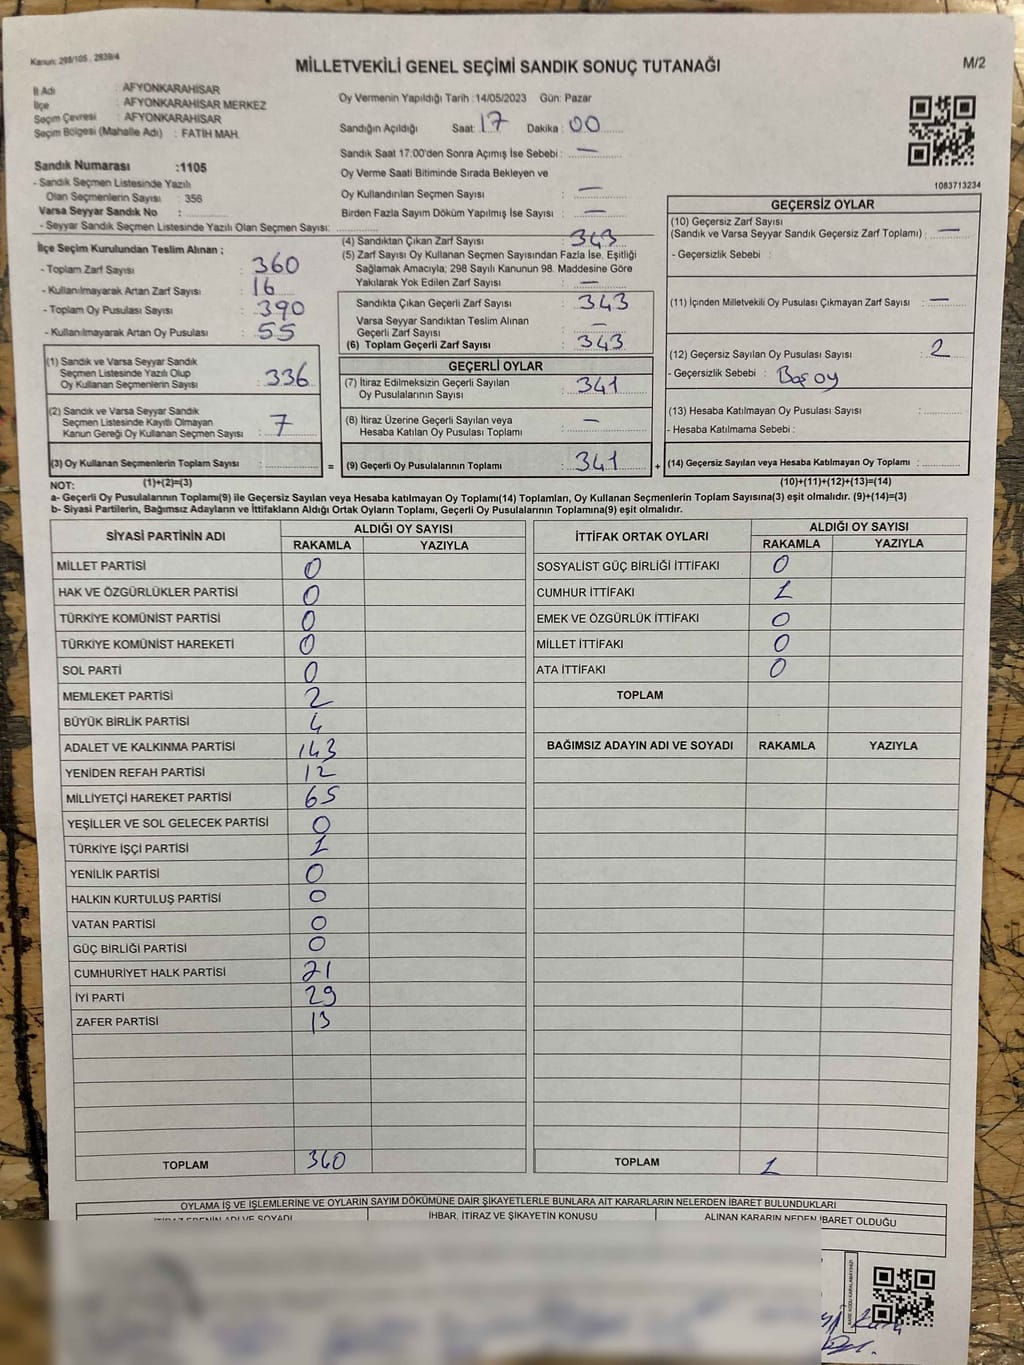 Kanun: 298/105 , 2839/4
MİLLETVEKİLİ GENEL SEÇİMİ SANDIK SONUÇ TUTANAĞI
M/2
İl Adı : AFYONKARAHİSAR
İlçe : AFYONKARAHİSAR MERKEZ
Seçim Çevresi : AFYONKARAHİSAR
Seçim Bölgesi (Mahalle Adı) : FATİH MAH.
Sandık Numarası :1105
- Sandık Seçmen Listesinde Yazılı
Olan Seçmenlerin Sayısı : 356
Varsa Seyyar Sandık No :
- Seyyar Sandık Seçmen Listesinde Yazılı Olan Seçmen Sayısı:
İlçe Seçim Kurulundan Teslim Alınan ;
- Toplam Zarf Sayısı : 360
- Kullanılmayarak Artan Zarf Sayısı : 16
- Toplam Oy Pusulası Sayısı : 390
- Kullanılmayarak Artan Oy Pusulası : 55
(1) Sandık ve Varsa Seyyar Sandık
Seçmen Listesinde Yazılı Olup
Oy Kullanan Seçmenlerin Sayısı : 336
(2) Sandık ve Varsa Seyyar Sandık
Seçmen Listesinde Kayıtlı Olmayan
Kanun Gereği Oy Kullanan Seçmen Sayısı : 7
(3) Oy Kullanan Seçmenlerin Toplam Sayısı :
Oy Vermenin Yapıldığı Tarih :14/05/2023 Gün: Pazar
Sandığın Açıldığı Saat: 17 Dakika : 00
Sandık Saat 17:00'den Sonra Açımış İse Sebebi : —
Oy Verme Saati Bitiminde Sırada Bekleyen ve
Oy Kullandırılan Seçmen Sayısı : —
Birden Fazla Sayım Döküm Yapılmış İse Sayısı : —
(4) Sandıktan Çıkan Zarf Sayısı : 343
(5) Zarf Sayısı Oy Kullanan Seçmen Sayısından Fazla İse, Eşitliği
Sağlamak Amacıyla; 298 Sayılı Kanunun 98. Maddesine Göre
Yakılarak Yok Edilen Zarf Sayısı : —
Sandıkta Çıkan Geçerli Zarf Sayısı : 343
Varsa Seyyar Sandıktan Teslim Alınan
Geçerli Zarf Sayısı : —
(6) Toplam Geçerli Zarf Sayısı : 343
GEÇERLİ OYLAR
(7) İtiraz Edilmeksizin Geçerli Sayılan
Oy Pusulalarının Sayısı : 341
(8) İtiraz Üzerine Geçerli Sayılan veya
Hesaba Katılan Oy Pusulası Toplamı : —
= (9) Geçerli Oy Pusulalarının Toplamı : 341 +
1083713234
GEÇERSİZ OYLAR
(10) Geçersiz Zarf Sayısı
(Sandık ve Varsa Seyyar Sandık Geçersiz Zarf Toplamı) : —
- Geçersizlik Sebebi :
(11) İçinden Milletvekili Oy Pusulası Çıkmayan Zarf Sayısı : —
(12) Geçersiz Sayılan Oy Pusulası Sayısı : 2
- Geçersizlik Sebebi : Boş oy
(13) Hesaba Katılmayan Oy Pusulası Sayısı :
- Hesaba Katılmama Sebebi :
(14) Geçersiz Sayılan veya Hesaba Katılmayan Oy Toplamı :
NOT: (1)+(2)=(3) (10)+(11)+(12)+(13)=(14)
a- Geçerli Oy Pusulalarının Toplamı(9) ile Geçersiz Sayılan veya Hesaba katılmayan Oy Toplamı(14) Toplamları, Oy Kullanan Seçmenlerin Toplam Sayısına(3) eşit olmalıdır. (9)+(14)=(3)
b- Siyasi Partilerin, Bağımsız Adayların ve İttifakların Aldığı Ortak Oyların Toplamı, Geçerli Oy Pusulalarının Toplamına(9) eşit olmalıdır.
SİYASİ PARTİNİN ADI ALDIĞI OY SAYISI
RAKAMLA YAZIYLA
MİLLET PARTİSİ 0
HAK VE ÖZGÜRLÜKLER PARTİSİ 0
TÜRKİYE KOMÜNİST PARTİSİ 0
TÜRKİYE KOMÜNİST HAREKETİ 0
SOL PARTİ 0
MEMLEKET PARTİSİ 2
BÜYÜK BİRLİK PARTİSİ 4
ADALET VE KALKINMA PARTİSİ 143
YENİDEN REFAH PARTİSİ 12
MİLLİYETÇİ HAREKET PARTİSİ 65
YEŞİLLER VE SOL GELECEK PARTİSİ 0
TÜRKİYE İŞÇİ PARTİSİ 1
YENİLİK PARTİSİ 0
HALKIN KURTULUŞ PARTİSİ 0
VATAN PARTİSİ 0
GÜÇ BİRLİĞİ PARTİSİ 0
CUMHURİYET HALK PARTİSİ 71
İYİ PARTİ 29
ZAFER PARTİSİ 13
TOPLAM 340
İTTİFAK ORTAK OYLARI ALDIĞI OY SAYISI
RAKAMLA YAZIYLA
SOSYALİST GÜÇ BİRLİĞİ İTTİFAKI 0
CUMHUR İTTİFAKI 1
EMEK VE ÖZGÜRLÜK İTTİFAKI 0
MİLLET İTTİFAKI 0
ATA İTTİFAKI 0
TOPLAM
BAĞIMSIZ ADAYIN ADI VE SOYADI RAKAMLA YAZIYLA
TOPLAM 1
OYLAMA İŞ VE İŞLEMLERİNE VE OYLARIN SAYIM DÖKÜMÜNE DAİR ŞİKAYETLERLE BUNLARA AİT KARARLARIN NELERDEN İBARET BULUNDUKLARI
İTİRAZ EDENİN ADI VE SOYADI İHBAR, İTİRAZ VE ŞİKAYETİN KONUSU ALINAN KARARIN NEDEN İBARET OLDUĞU
KARE KODU KARALAMAYINIZ!